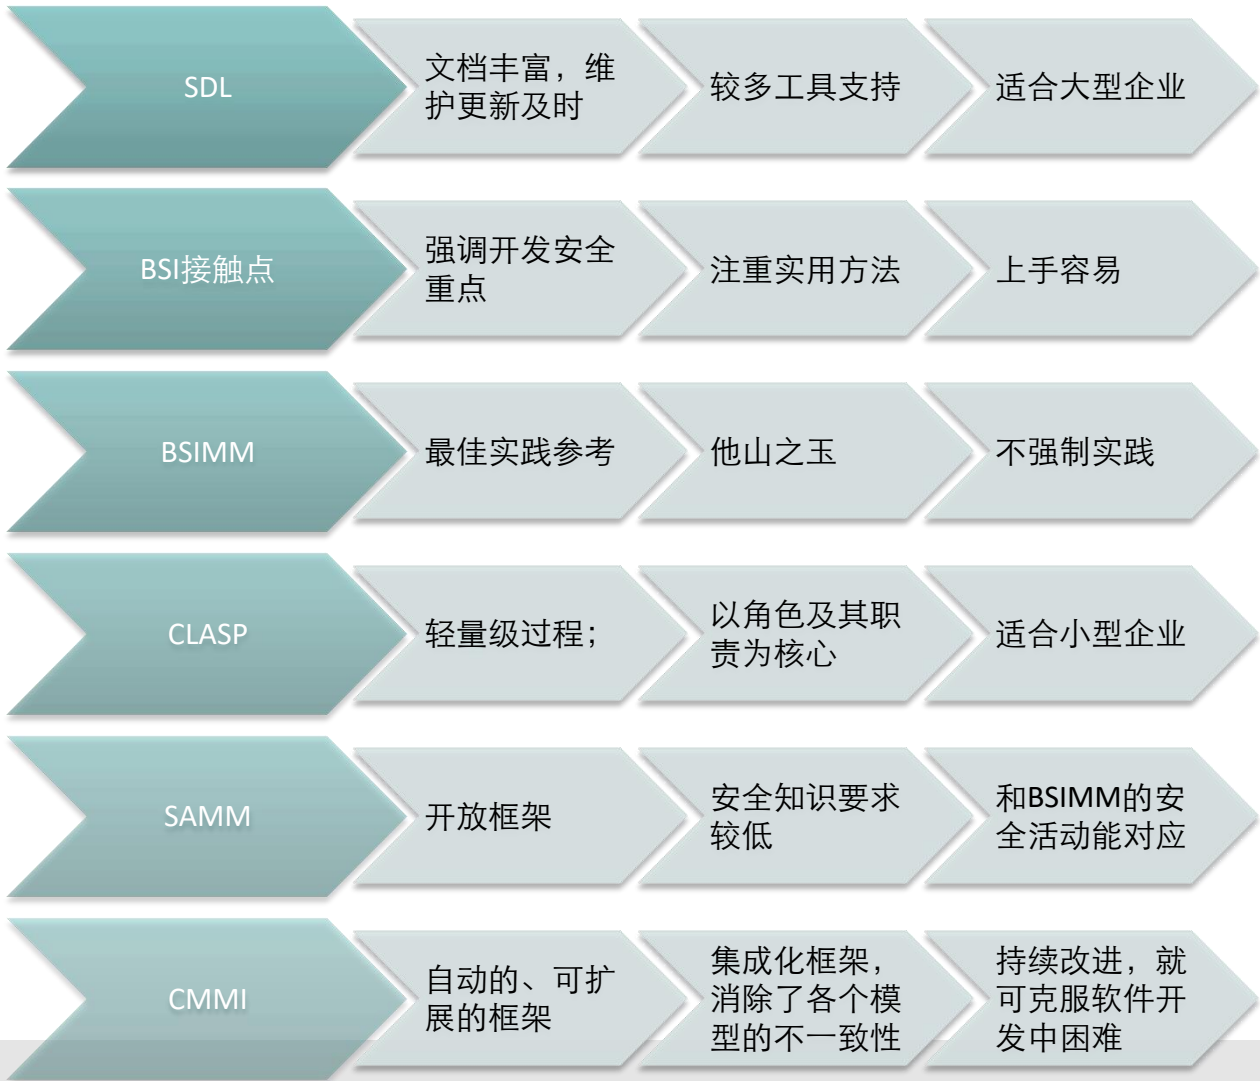 SDL
文档丰富，维
护更新及时
较多工具支持
适合大型企业
BSI接触点
强调开发安全
重点
注重实用方法
上手容易
BSIMM
最佳实践参考
他山之玉
不强制实践
CLASP
轻量级过程；
以角色及其职
责为核心
适合小型企业
SAMM
开放框架
安全知识要求
较低
和BSIMM的安
全活动能对应
CMMI
自动的、可扩
展的框架
集成化框架，
消除了各个模
型的不一致性
持续改进，就
可克服软件开
发中困难